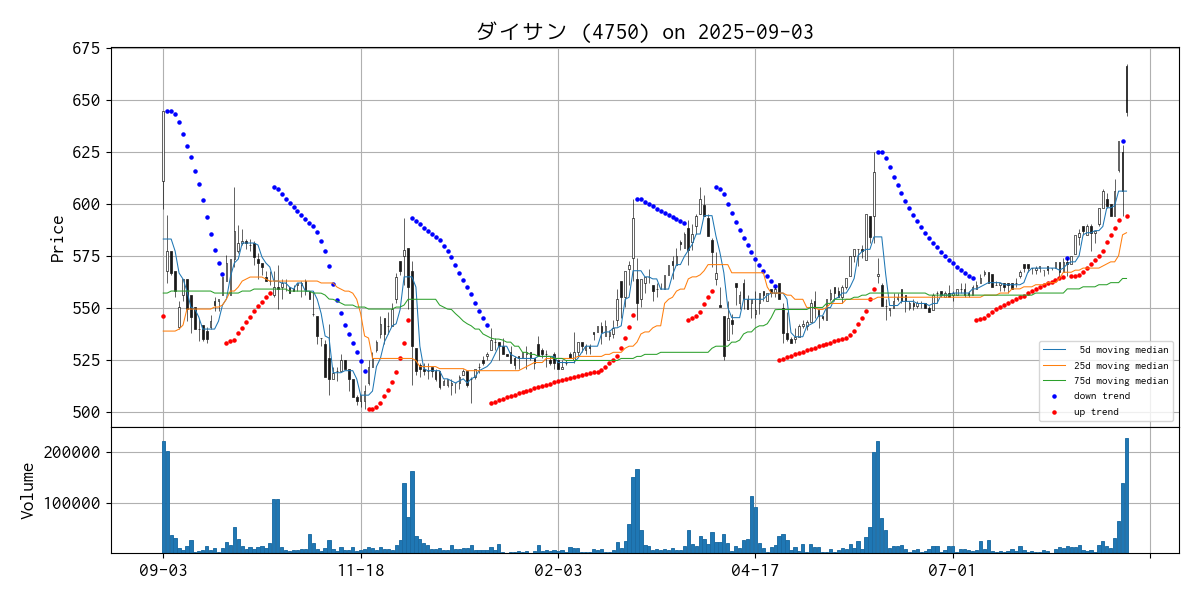 ダイサン (4750) on 2025-09-03
675
650
625
600
575
550
525
500
Price
5d moving median
25d moving median
75d moving median
down trend
up trend
200000
100000
Volume
09-03
11-18
02-03
04-17
07-01